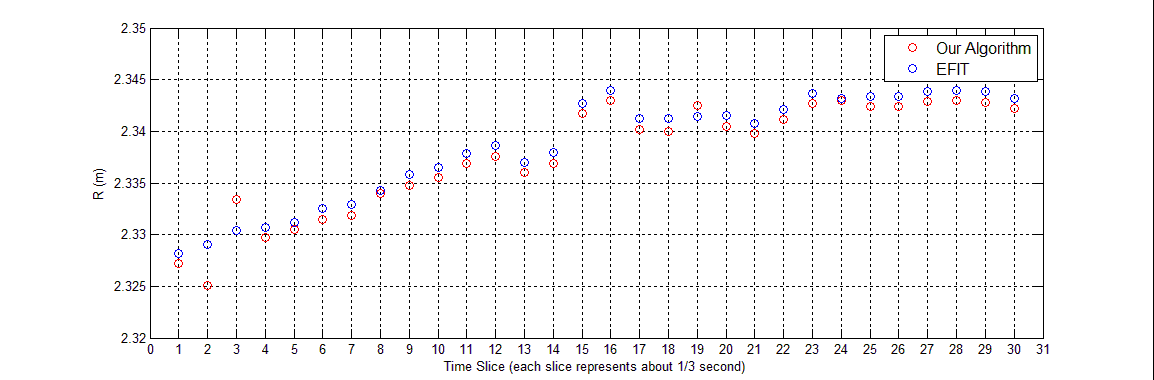 2.35
Our Algorithm
EFIT
2.345
2.34
2.335
2.33
2.325
2.32
R (m)
0 1 2 3 4 5 6 7 8 9 10 11 12 13 14 15 16 17 18 19 20 21 22 23 24 25 26 27 28 29 30 31
Time Slice (each slice represents about 1/3 second)